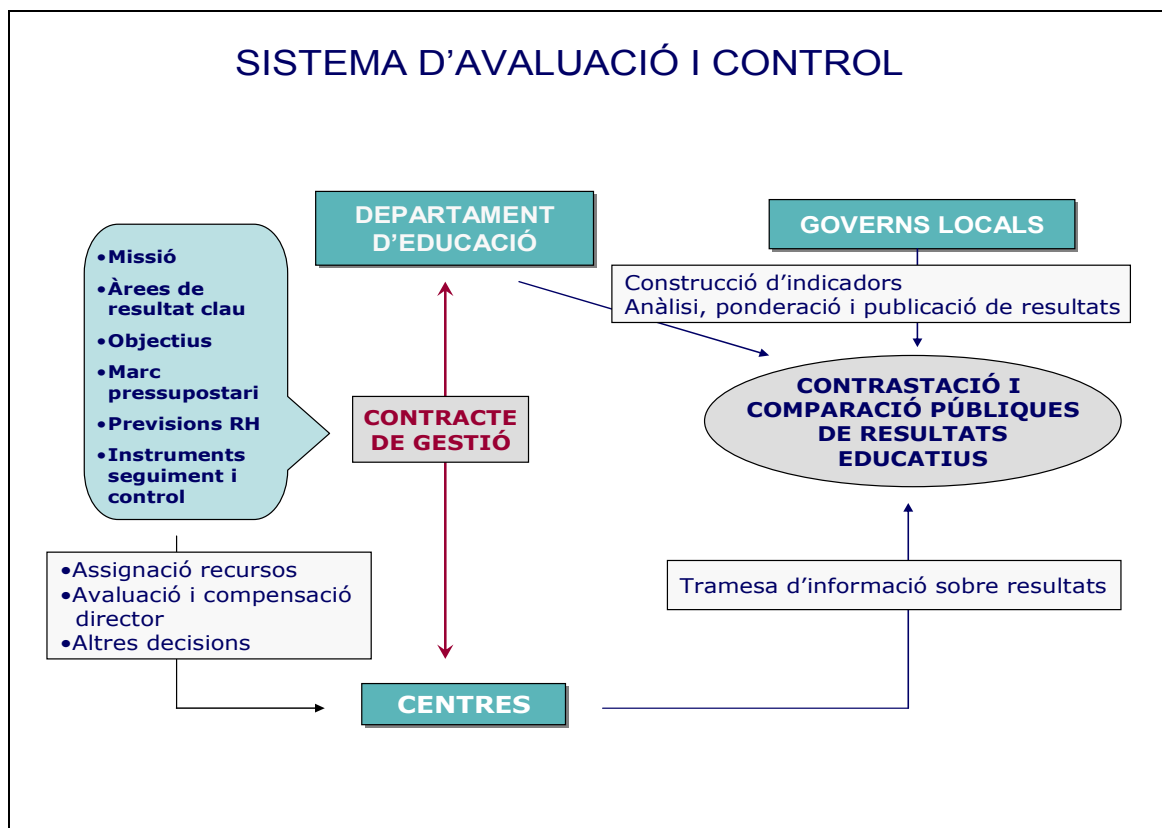 SISTEMA D’AVALUACIÓ I CONTROL
DEPARTAMENT
D’EDUCACIÓ
GOVERNS LOCALS
•Missió
•Àrees de
resultat clau
•Objectius
•Marc
pressupostari
•Previsions RH
•Instruments
seguiment i
control
Construcció d’indicadors
Anàlisi, ponderació i publicació de resultats
CONTRACTE
DE GESTIÓ
CONTRASTACIÓ I
COMPARACIÓ PÚBLIQUES
DE RESULTATS
EDUCATIUS
•Assignació recursos
•Avaluació i compensació
director
•Altres decisions
Tramesa d’informació sobre resultats
CENTRES